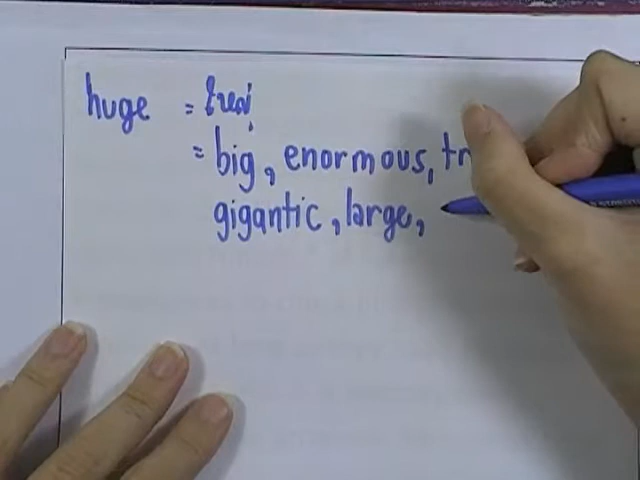 huge = ใหญ่
= big, enormous,
gigantic, large,